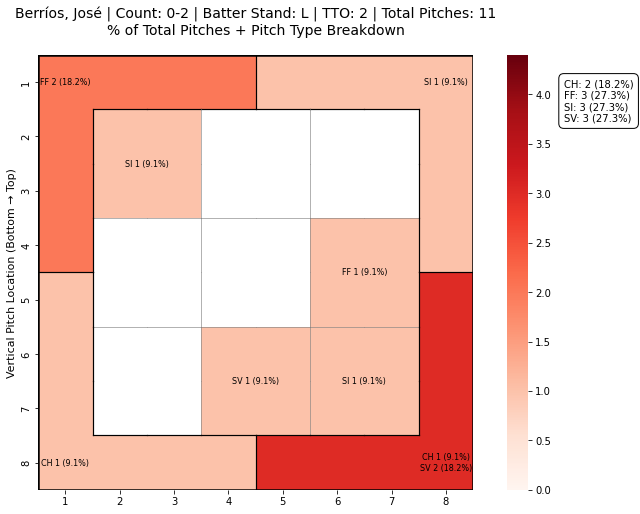 Berríos, José | Count: 0-2 | Batter Stand: L | TTO: 2 | Total Pitches: 11
% of Total Pitches + Pitch Type Breakdown
FF 2 (18.2%)
SI 1 (9.1%)
SI 1 (9.1%)
FF 1 (9.1%)
SV 1 (9.1%)
SI 1 (9.1%)
CH 1 (9.1%)
CH 1 (9.1%)
SV 2 (18.2%)
Vertical Pitch Location (Bottom → Top)
1
2
3
4
5
6
7
8
1 2 3 4 5 6 7 8
4.0
3.5
3.0
2.5
2.0
1.5
1.0
0.5
0.0
CH: 2 (18.2%)
FF: 3 (27.3%)
SI: 3 (27.3%)
SV: 3 (27.3%)